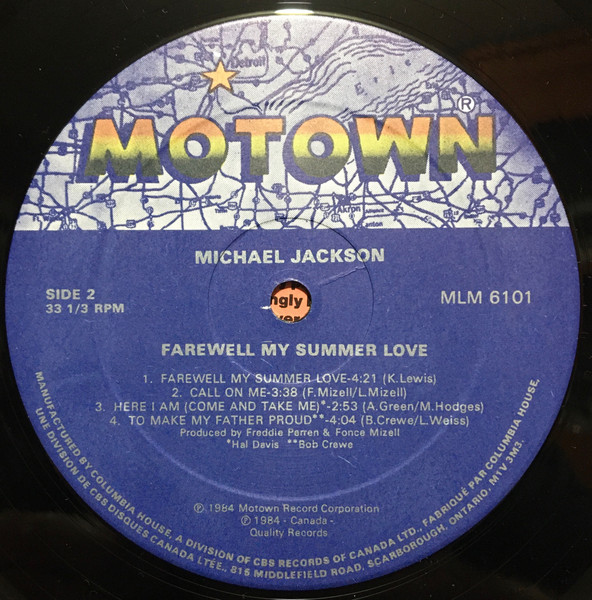 Detroit
Erie
MOTOWN®
Akron
Canton
MICHAEL JACKSON
SIDE 2
33 1/3 RPM
MLM 6101
ngly
FAREWELL MY SUMMER LOVE
1. FAREWELL MY SUMMER LOVE-4:21 (K.Lewis)
2. CALL ON ME-3:38 (F.Mizell/L.Mizell)
3. HERE I AM (COME AND TAKE ME)*-2:53 (A.Green/M.Hodges)
4. TO MAKE MY FATHER PROUD**-4:04 (B.Crewe/L.Weiss)
Produced by Freddie Perren & Fonce Mizell
*Hal Davis **Bob Crewe
℗ 1984 Motown Record Corporation
℗ 1984 - Canada -
Quality Records
MANUFACTURED BY COLUMBIA HOUSE, A DIVISION OF CBS RECORDS OF CANADA LTD., FABRIQUE PAR COLUMBIA HOUSE,
UNE DIVISION DE CBS DISQUES CANADA LTÉE., 815 MIDDLEFIELD ROAD, SCARBOROUGH, ONTARIO, M1V 3M3.